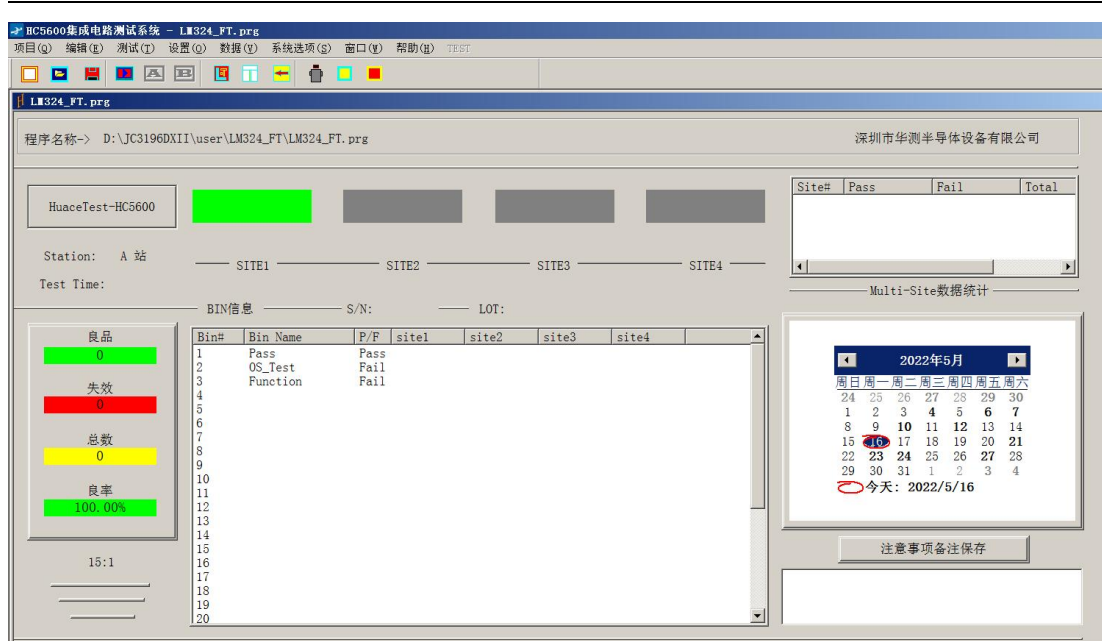 HC5600集成电路测试系统 - LM324_FT.prg
项目(Q) 编辑(E) 测试(T) 设置(O) 数据(V) 系统选项(S) 窗口(W) 帮助(H) TEST
A B
LM324_FT.prg
程序名称-> D:\JC3196DXII\user\LM324_FT\LM324_FT.prg 深圳市华测半导体设备有限公司
HuaceTest-HC5600
Station: A 站
Test Time:
SITE1 SITE2 SITE3 SITE4
Site# Pass Fail Total
Multi-Site数据统计
BIN信息 S/N: LOT:
良品
0
失效
0
总数
0
良率
100.00%
15:1
Bin# Bin Name P/F site1 site2 site3 site4
1 Pass Pass
2 OS_Test Fail
3 Function Fail
4
5
6
7
8
9
10
11
12
13
14
15
16
17
18
19
20
2022年5月
周日 周一 周二 周三 周四 周五 周六
24 25 26 27 28 29 30
1 2 3 4 5 6 7
8 9 10 11 12 13 14
15 16 17 18 19 20 21
22 23 24 25 26 27 28
29 30 31 1 2 3 4
今天: 2022/5/16
注意事项备注保存